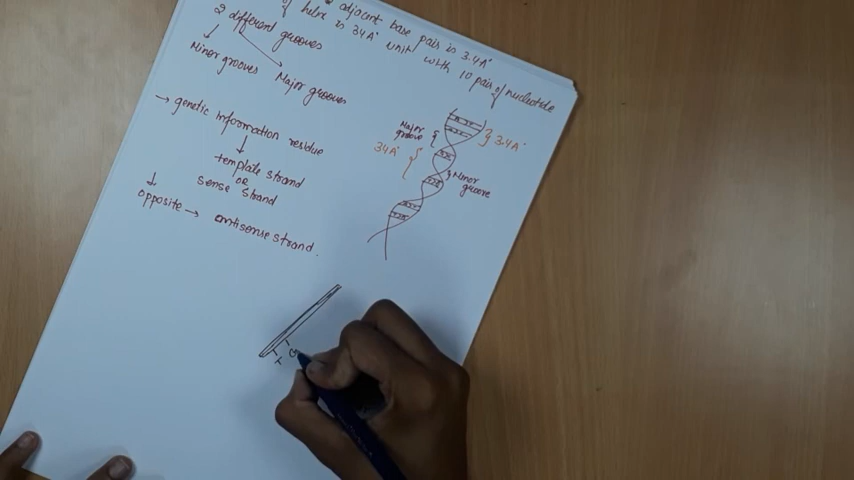 adjacent base pairs is 3.4A°
of helix is 34A° unit with 10 pair of nucleotide
2 different grooves
Minor grooves
Major grooves
→ genetic information residue
template strand
OR
sense strand
opposite → antisense strand.
Major
groove
34A°
3.4A°
Minor
groove